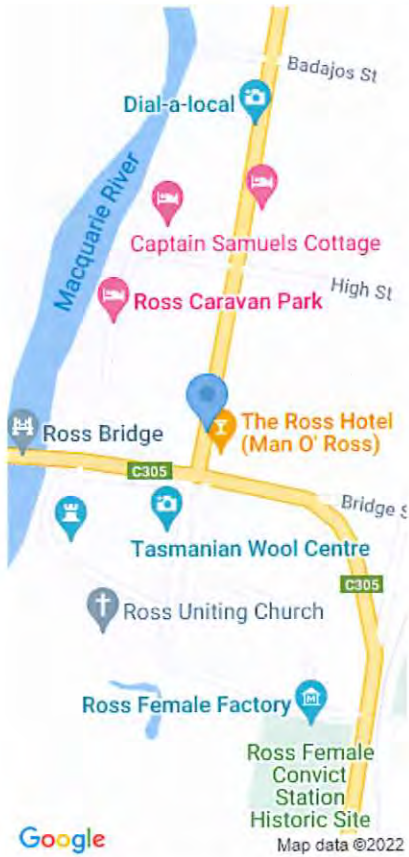 Badajos St
Dial-a-local
Macquarie River
Captain Samuels Cottage
High St
Ross Caravan Park
The Ross Hotel
(Man O' Ross)
Ross Bridge
C305
Bridge S
Tasmanian Wool Centre
C305
Ross Uniting Church
Ross Female Factory
Ross Female
Convict
Station
Historic Site
Google
Map data ©2022